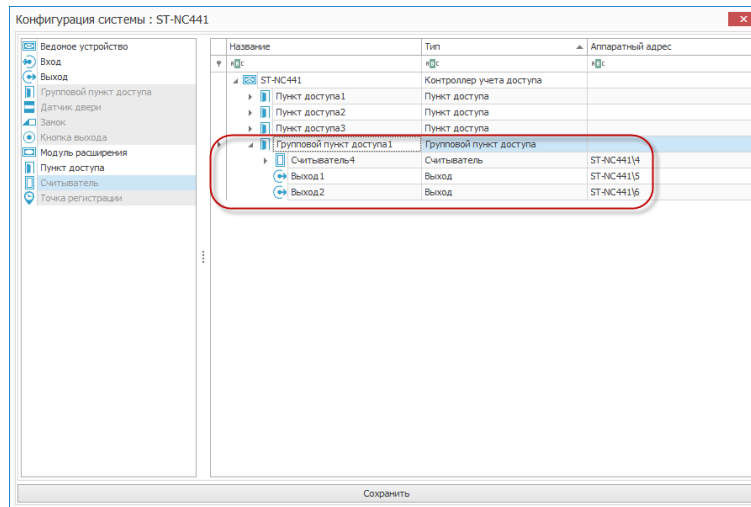 Конфигурация системы : ST-NC441
Ведомое устройство
Вход
Выход
Групповой пункт доступа
Датчик двери
Замок
Кнопка выхода
Модуль расширения
Пункт доступа
Считыватель
Точка регистрации
Название Тип Аппаратный адрес
ST-NC441 Контроллер учета доступа
Пункт доступа1 Пункт доступа
Пункт доступа2 Пункт доступа
Пункт доступа3 Пункт доступа
Групповой пункт доступа1 Групповой пункт доступа
Считыватель4 Считыватель ST-NC441\4
Выход1 Выход ST-NC441\5
Выход2 Выход ST-NC441\6
Сохранить